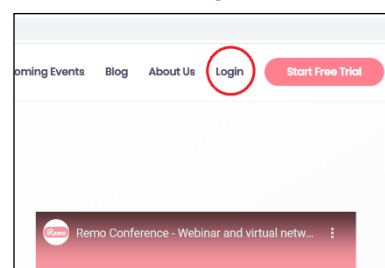 oming Events Blog About Us Login Start Free Trial
Remo Remo Conference - Webinar and virtual netw...